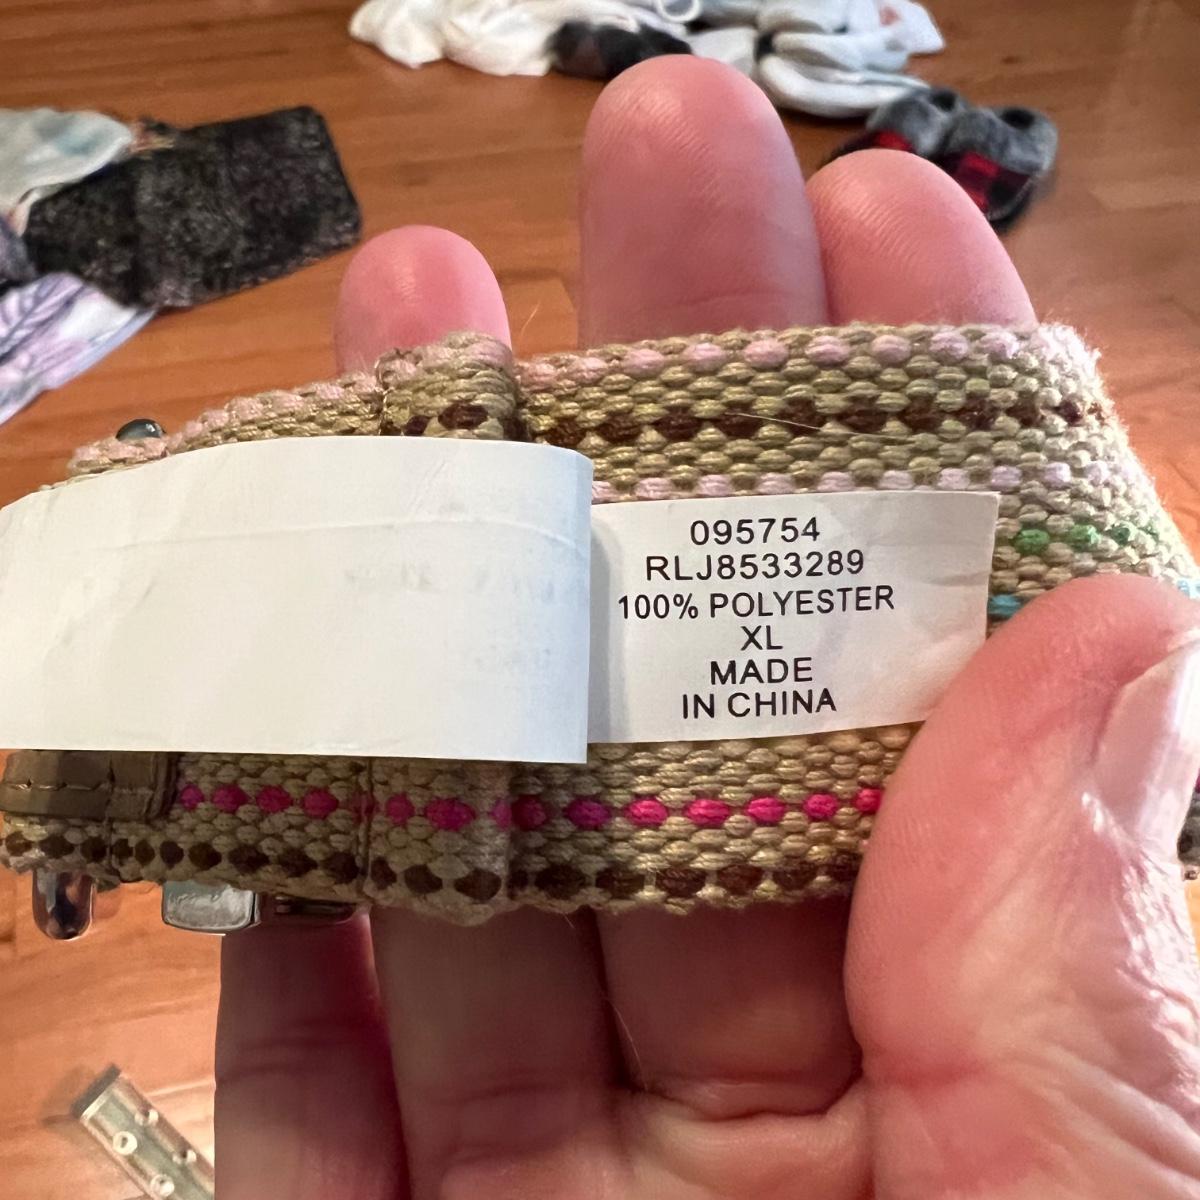 095754
RLJ8533289
100% POLYESTER
XL
MADE
IN CHINA